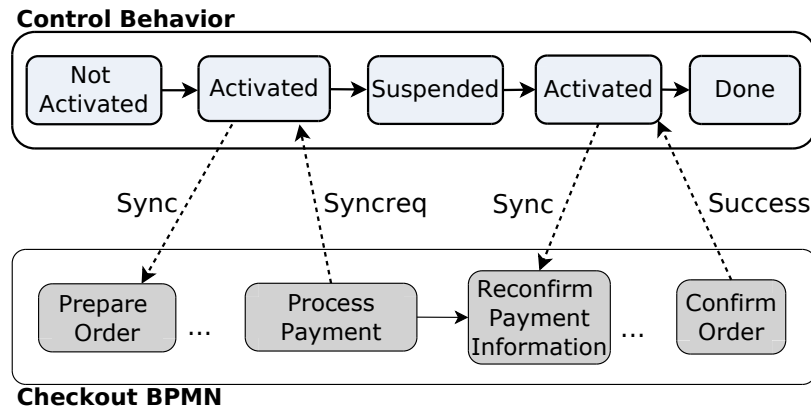 Control Behavior
Not
Activated
Activated
Suspended
Activated
Done
Sync
Syncreq
Sync
Success
Prepare
Order
...
Process
Payment
Reconfirm
Payment
Information
...
Confirm
Order
Checkout BPMN